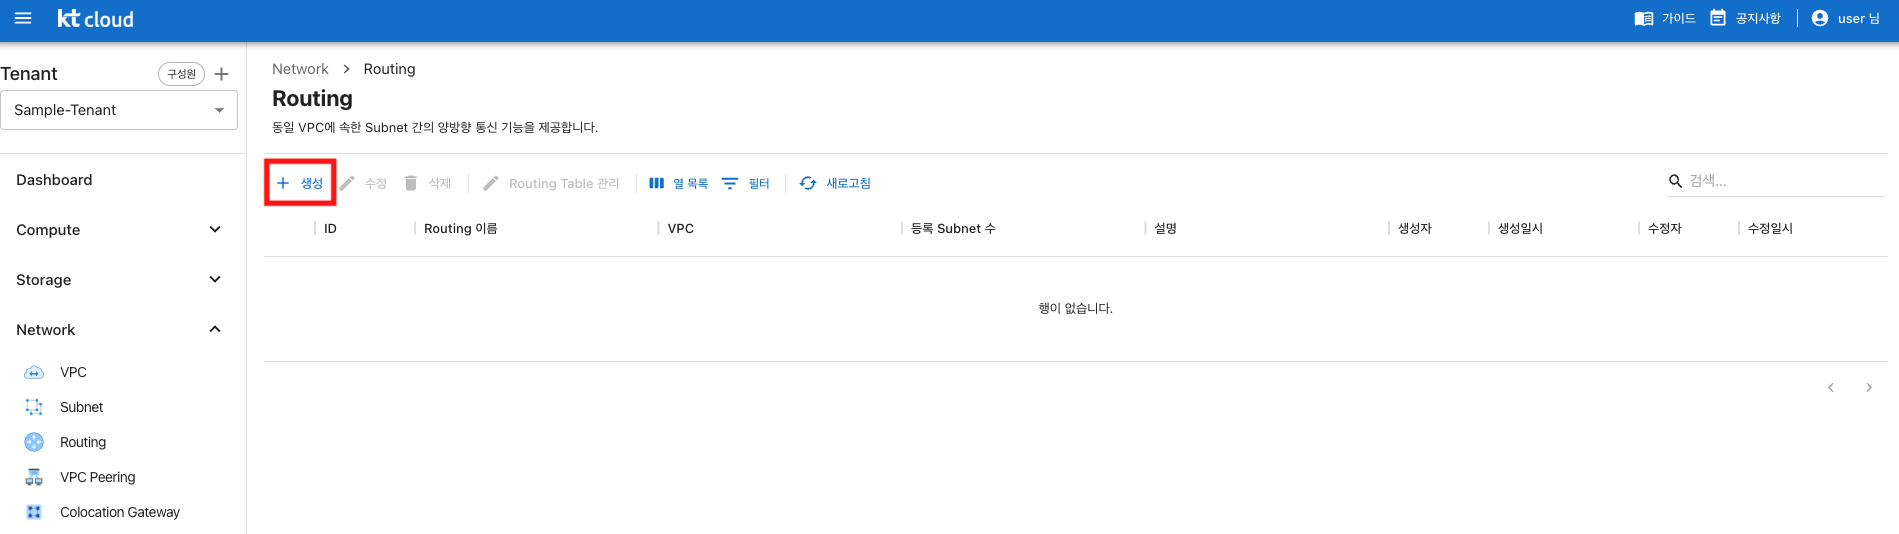 kt cloud
가이드 공지사항 user 님
Tenant 구성원
Sample-Tenant
Dashboard
Compute
Storage
Network
VPC
Subnet
Routing
VPC Peering
Colocation Gateway
Network > Routing
Routing
동일 VPC에 속한 Subnet 간의 양방향 통신 기능을 제공합니다.
+ 생성 수정 삭제 Routing Table 관리 열 목록 필터 새로고침 검색...
ID Routing 이름 VPC 등록 Subnet 수 설명 생성자 생성일시 수정자 수정일시
행이 없습니다.